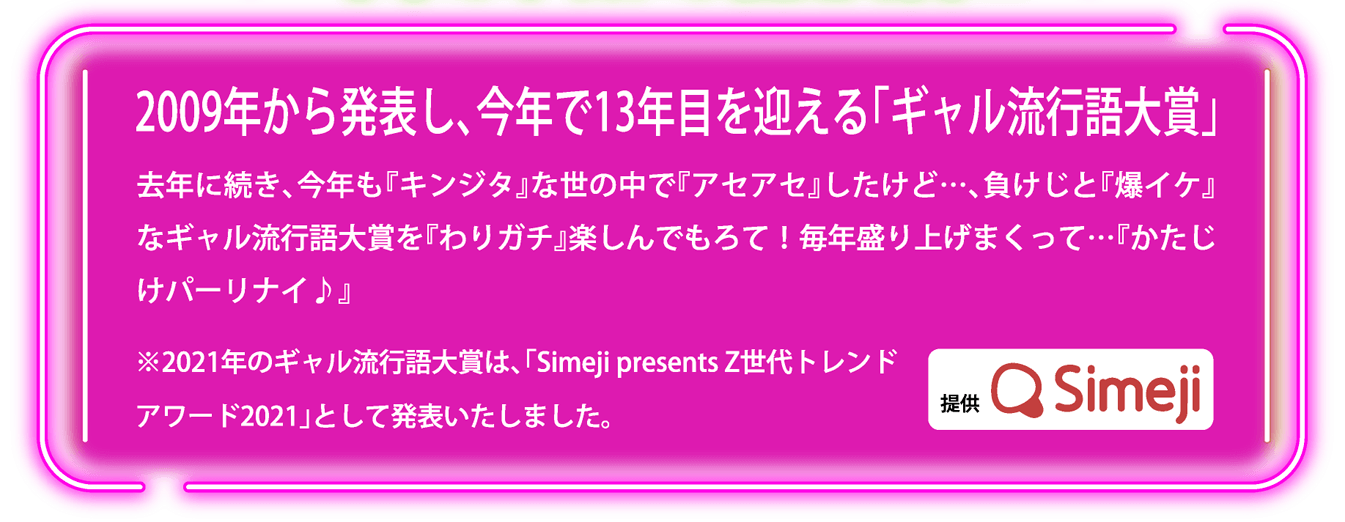 2009年から発表し、今年で13年目を迎える「ギャル流行語大賞」
去年に続き、今年も『キンジタ』な世の中で『アセアセ』したけど…、負けじと『爆イケ』
なギャル流行語大賞を『わりガチ』楽しんでもろて！毎年盛り上げまくって…『かたじ
けパーリナイ♪』
※2021年のギャル流行語大賞は、「Simeji presents Z世代トレンド
アワード2021」として発表いたしました。
提供 Simeji